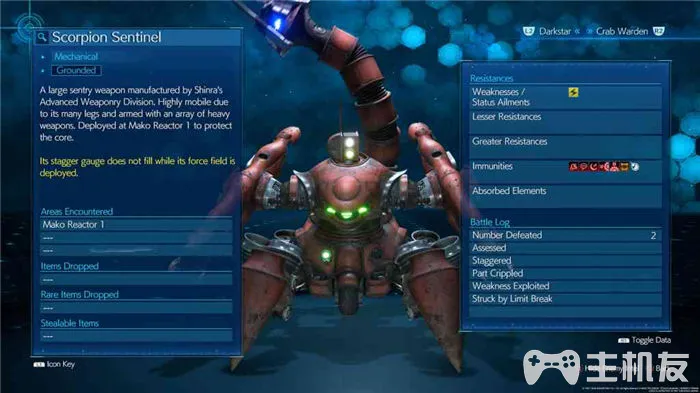 Scorpion Sentinel
Mechanical
Grounded
A large sentry weapon manufactured by Shinra's
Advanced Weaponry Division. Highly mobile due
to its many legs and armed with an array of heavy
weapons. Deployed at Mako Reactor 1 to protect
the core.
Its stagger gauge does not fill while its force field is
deployed.
Areas Encountered
Mako Reactor 1
---
---
Items Dropped
---
Rare Items Dropped
---
Stealable Items
---
L3 Icon Key
L2 Darkstar Crab Warden R2
Resistances
Weaknesses /
Status Ailments
Lesser Resistances
Greater Resistances
Immunities
Absorbed Elements
Battle Log
Number Defeated 2
Assessed
Staggered
Part Crippled
Weakness Exploited
Struck by Limit Break
Toggle Data
主机友